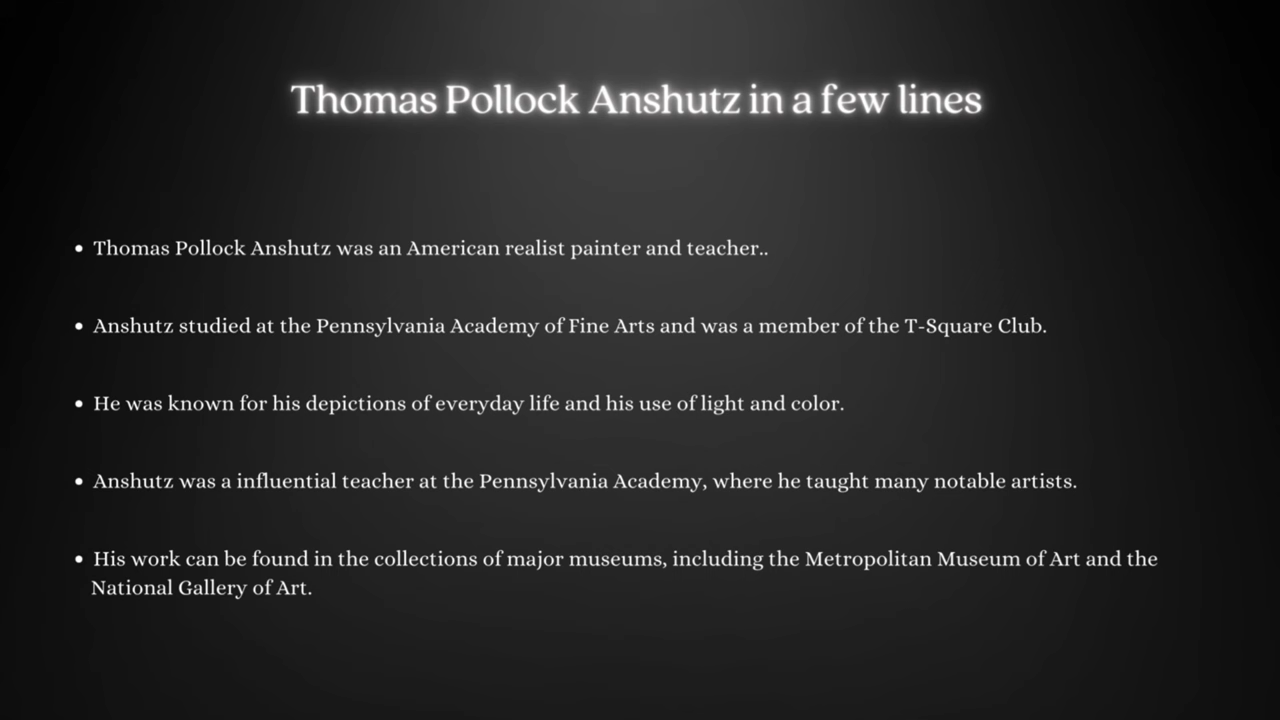 Thomas Pollock Anshutz in a few lines
• Thomas Pollock Anshutz was an American realist painter and teacher..
• Anshutz studied at the Pennsylvania Academy of Fine Arts and was a member of the T-Square Club.
• He was known for his depictions of everyday life and his use of light and color.
• Anshutz was a influential teacher at the Pennsylvania Academy, where he taught many notable artists.
• His work can be found in the collections of major museums, including the Metropolitan Museum of Art and the
National Gallery of Art.